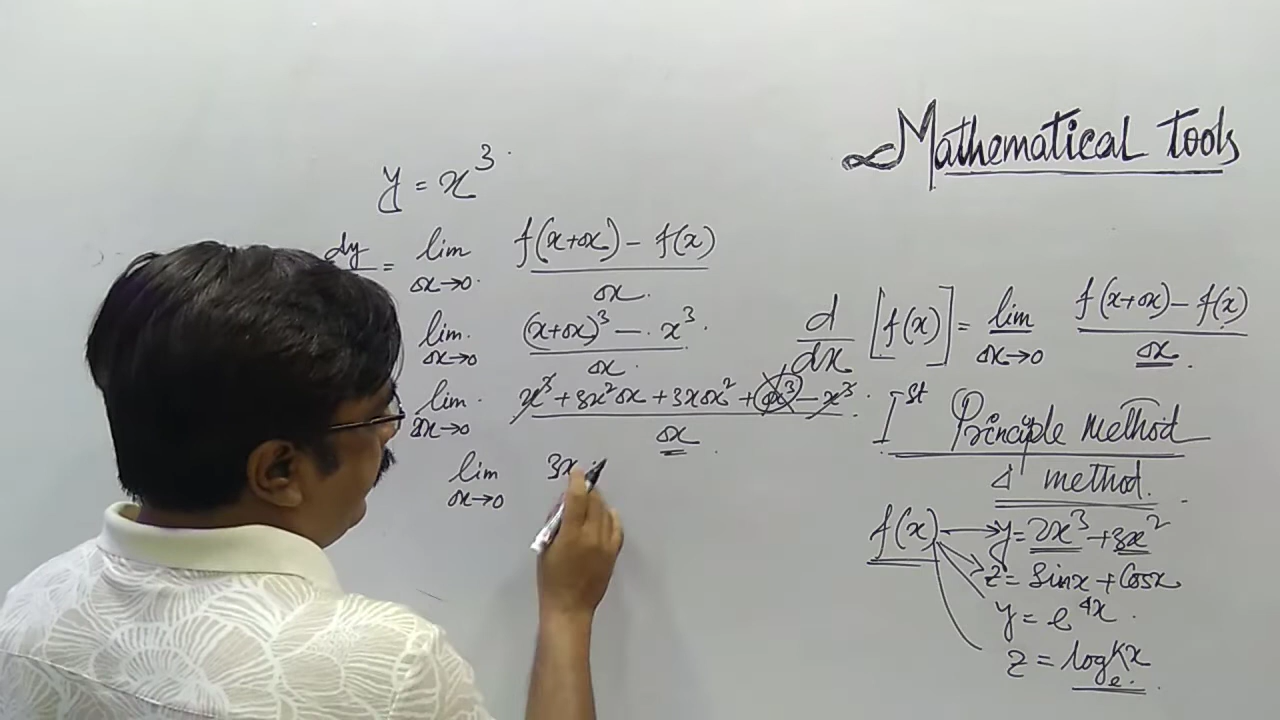 Mathematical Tools
y = x³
dy = lim f(x+Δx) - f(x)
Δx→0 Δx
lim (x+Δx)³ - x³
Δx→0 Δx
lim x³ + 3x²Δx + 3xΔx² + Δx³ - x³
Δx→0 Δx
lim 3x
Δx→0
d/dx [f(x)] = lim f(x+Δx) - f(x)
Δx→0 Δx
Ist Principle Method
Δ method.
f(x) → y = 2x³ + 3x²
z = Sinx + Cosx
y = e⁴ˣ
z = logₑ x